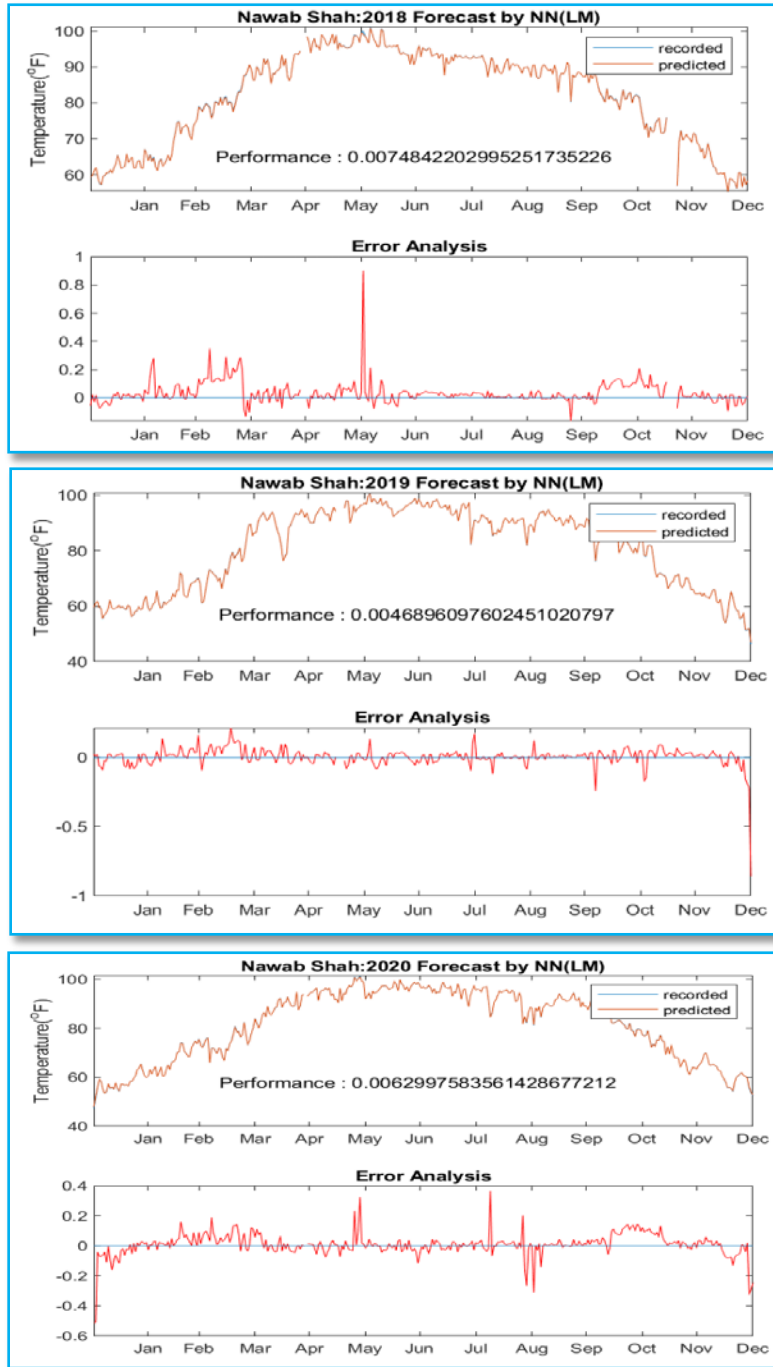 Nawab Shah:2018 Forecast by NN(LM)
100
90
80
70
60
Temperature(⁰F)
recorded
predicted
Performance : 0.0074842202995251735226
Jan Feb Mar Apr May Jun Jul Aug Sep Oct Nov Dec
Error Analysis
1
0.8
0.6
0.4
0.2
0
Jan Feb Mar Apr May Jun Jul Aug Sep Oct Nov Dec
Nawab Shah:2019 Forecast by NN(LM)
100
80
60
40
Temperature(⁰F)
recorded
predicted
Performance : 0.0046896097602451020797
Jan Feb Mar Apr May Jun Jul Aug Sep Oct Nov Dec
Error Analysis
0
-0.5
-1
Jan Feb Mar Apr May Jun Jul Aug Sep Oct Nov Dec
Nawab Shah:2020 Forecast by NN(LM)
100
80
60
40
Temperature(⁰F)
recorded
predicted
Performance : 0.0062997583561428677212
Jan Feb Mar Apr May Jun Jul Aug Sep Oct Nov Dec
Error Analysis
0.4
0.2
0
-0.2
-0.4
-0.6
Jan Feb Mar Apr May Jun Jul Aug Sep Oct Nov Dec